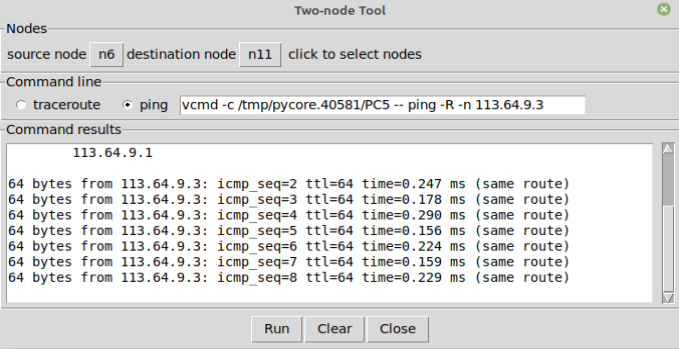 Two-node Tool
Nodes
source node n6 destination node n11 click to select nodes
Command line
traceroute ping vcmd -c /tmp/pycore.40581/PC5 -- ping -R -n 113.64.9.3
Command results
113.64.9.1
64 bytes from 113.64.9.3: icmp_seq=2 ttl=64 time=0.247 ms (same route)
64 bytes from 113.64.9.3: icmp_seq=3 ttl=64 time=0.178 ms (same route)
64 bytes from 113.64.9.3: icmp_seq=4 ttl=64 time=0.290 ms (same route)
64 bytes from 113.64.9.3: icmp_seq=5 ttl=64 time=0.156 ms (same route)
64 bytes from 113.64.9.3: icmp_seq=6 ttl=64 time=0.224 ms (same route)
64 bytes from 113.64.9.3: icmp_seq=7 ttl=64 time=0.159 ms (same route)
64 bytes from 113.64.9.3: icmp_seq=8 ttl=64 time=0.229 ms (same route)
Run Clear Close